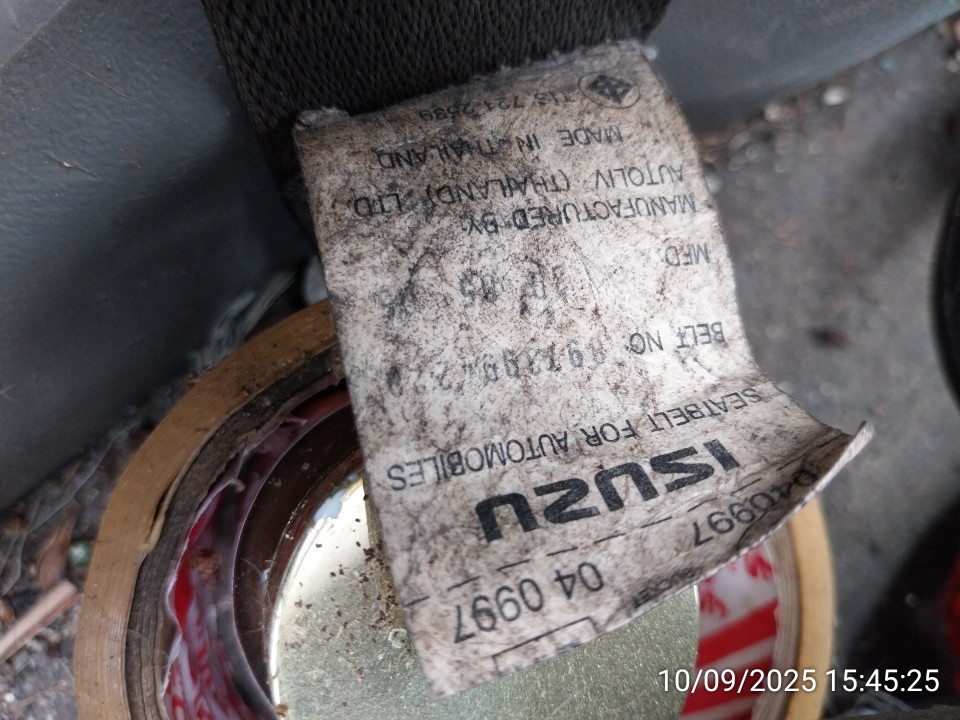 040997
04 0997
ISUZU
SEATBELT FOR AUTOMOBILES
BELT NO.
MFD.
MANUFACTURED BY.
AUTOLIV (THAILAND) LTD.
MADE IN THAILAND
TIS 721-2539
10/09/2025 15:45:25